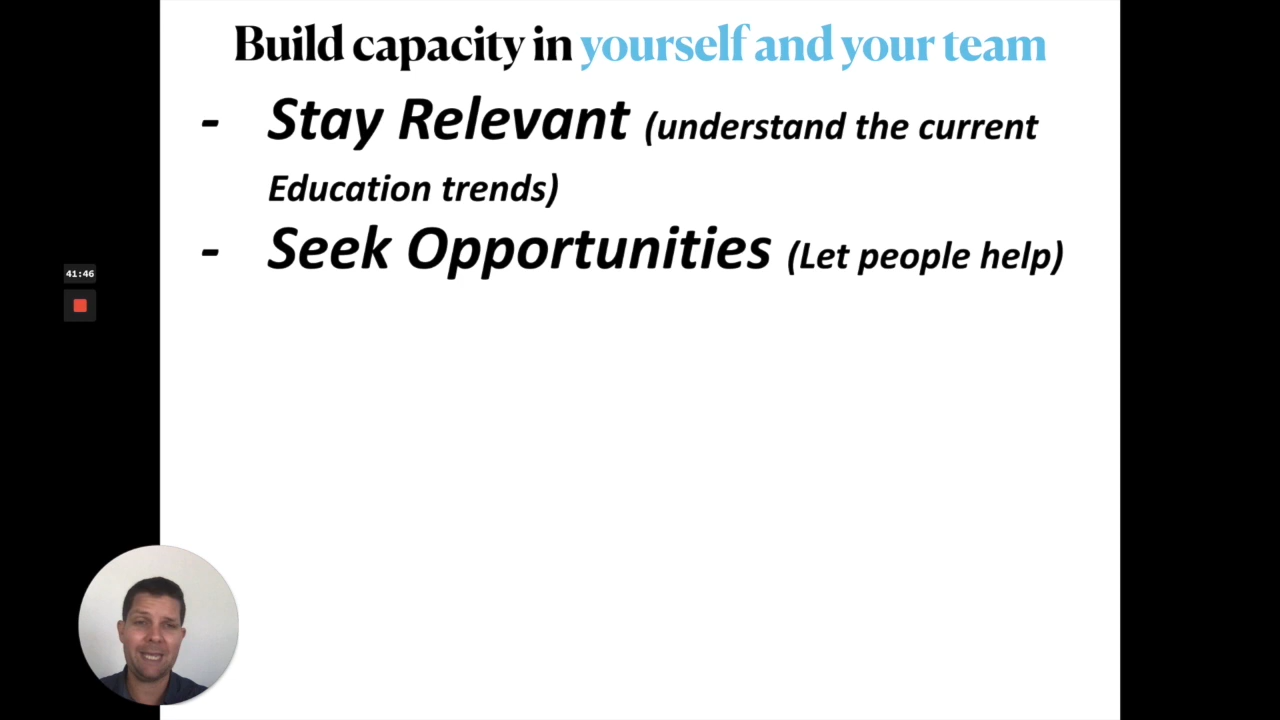 Build capacity in yourself and your team
- Stay Relevant (understand the current
Education trends)
- Seek Opportunities (Let people help)
41:46